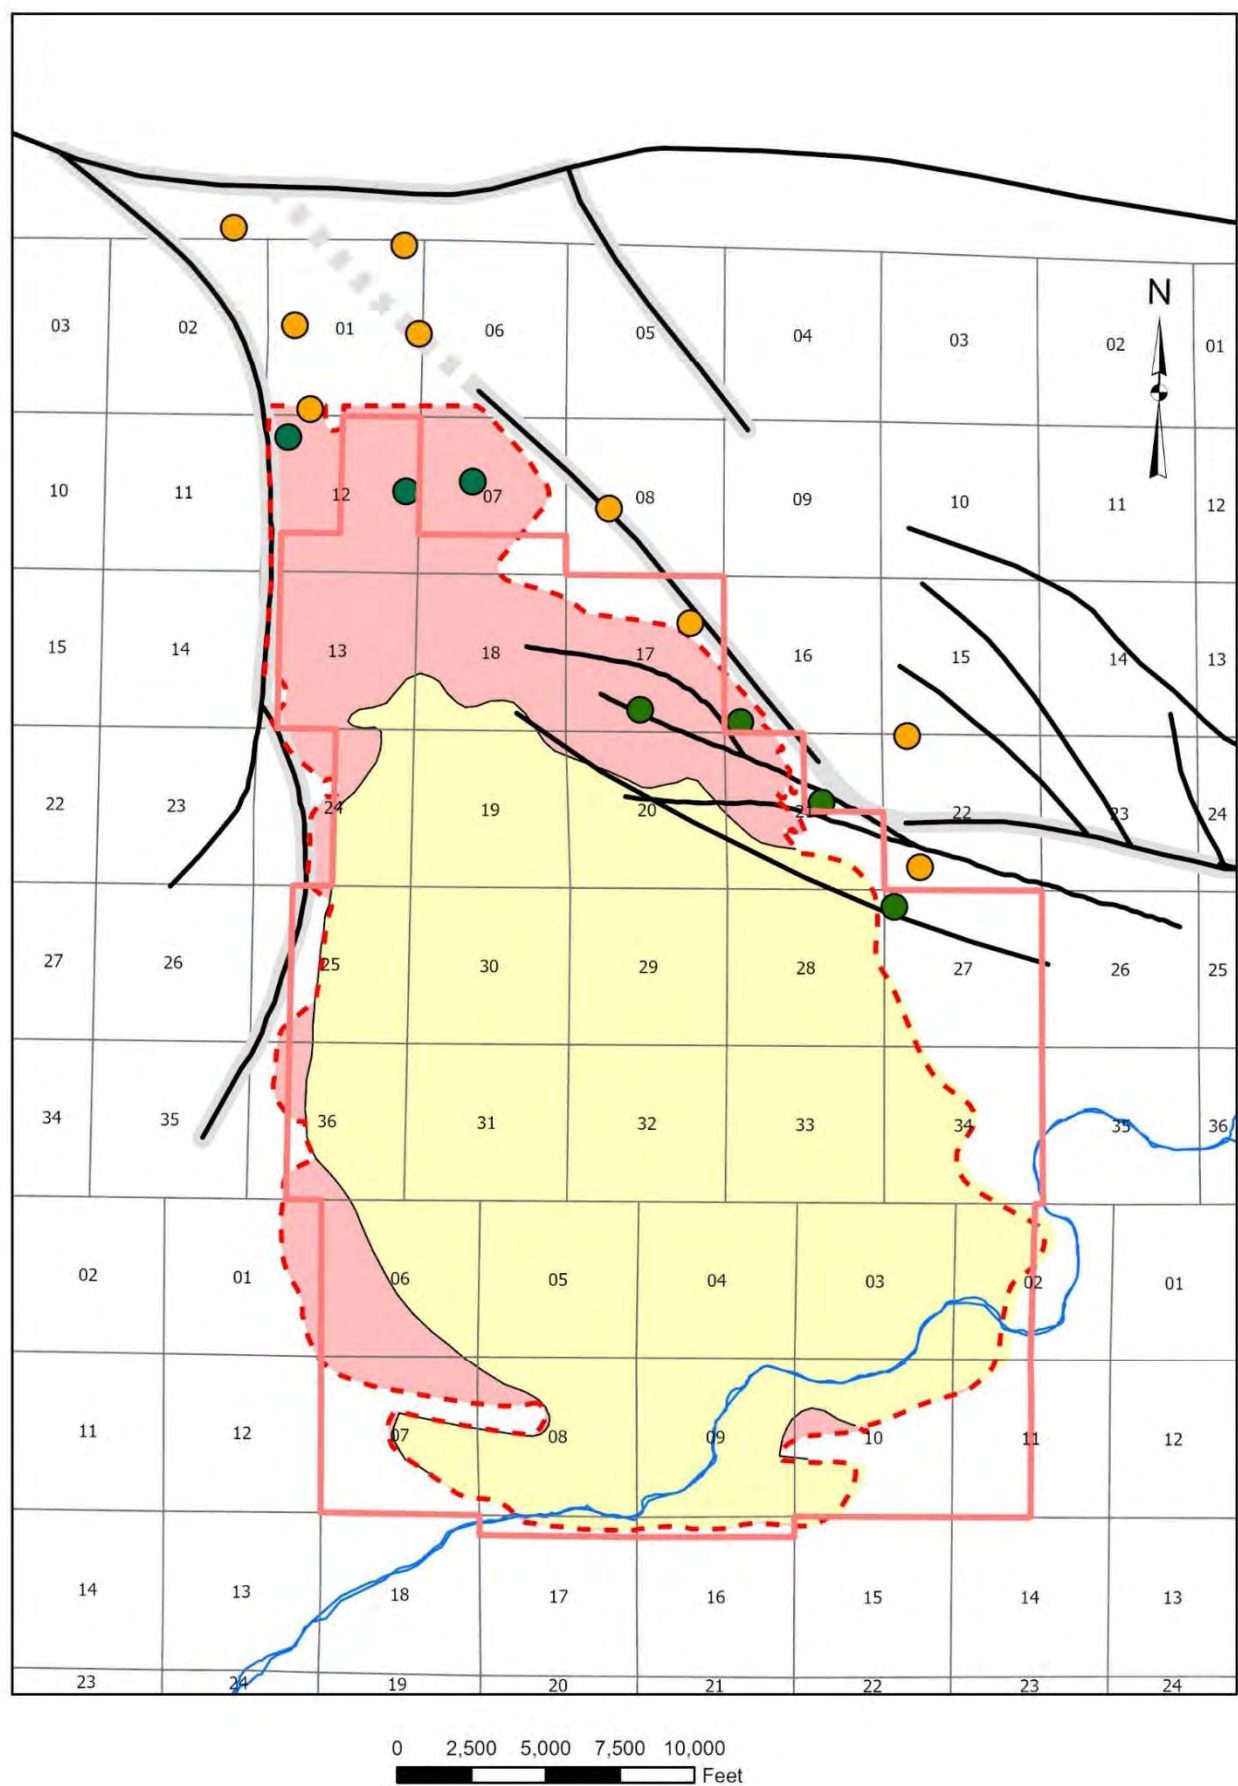 N
03 02 01 06 05 04 03 02 01
10 11 12 07 08 09 10 11 12
15 14 13 18 17 16 15 14 13
22 23 24 19 20 21 22 23 24
27 26 25 30 29 28 27 26 25
34 35 36 31 32 33 34 35 36
02 01 06 05 04 03 02 01
11 12 07 08 09 10 11 12
14 13 18 17 16 15 14 13
23 24 19 20 21 22 23 24
0 2,500 5,000 7,500 10,000
Feet